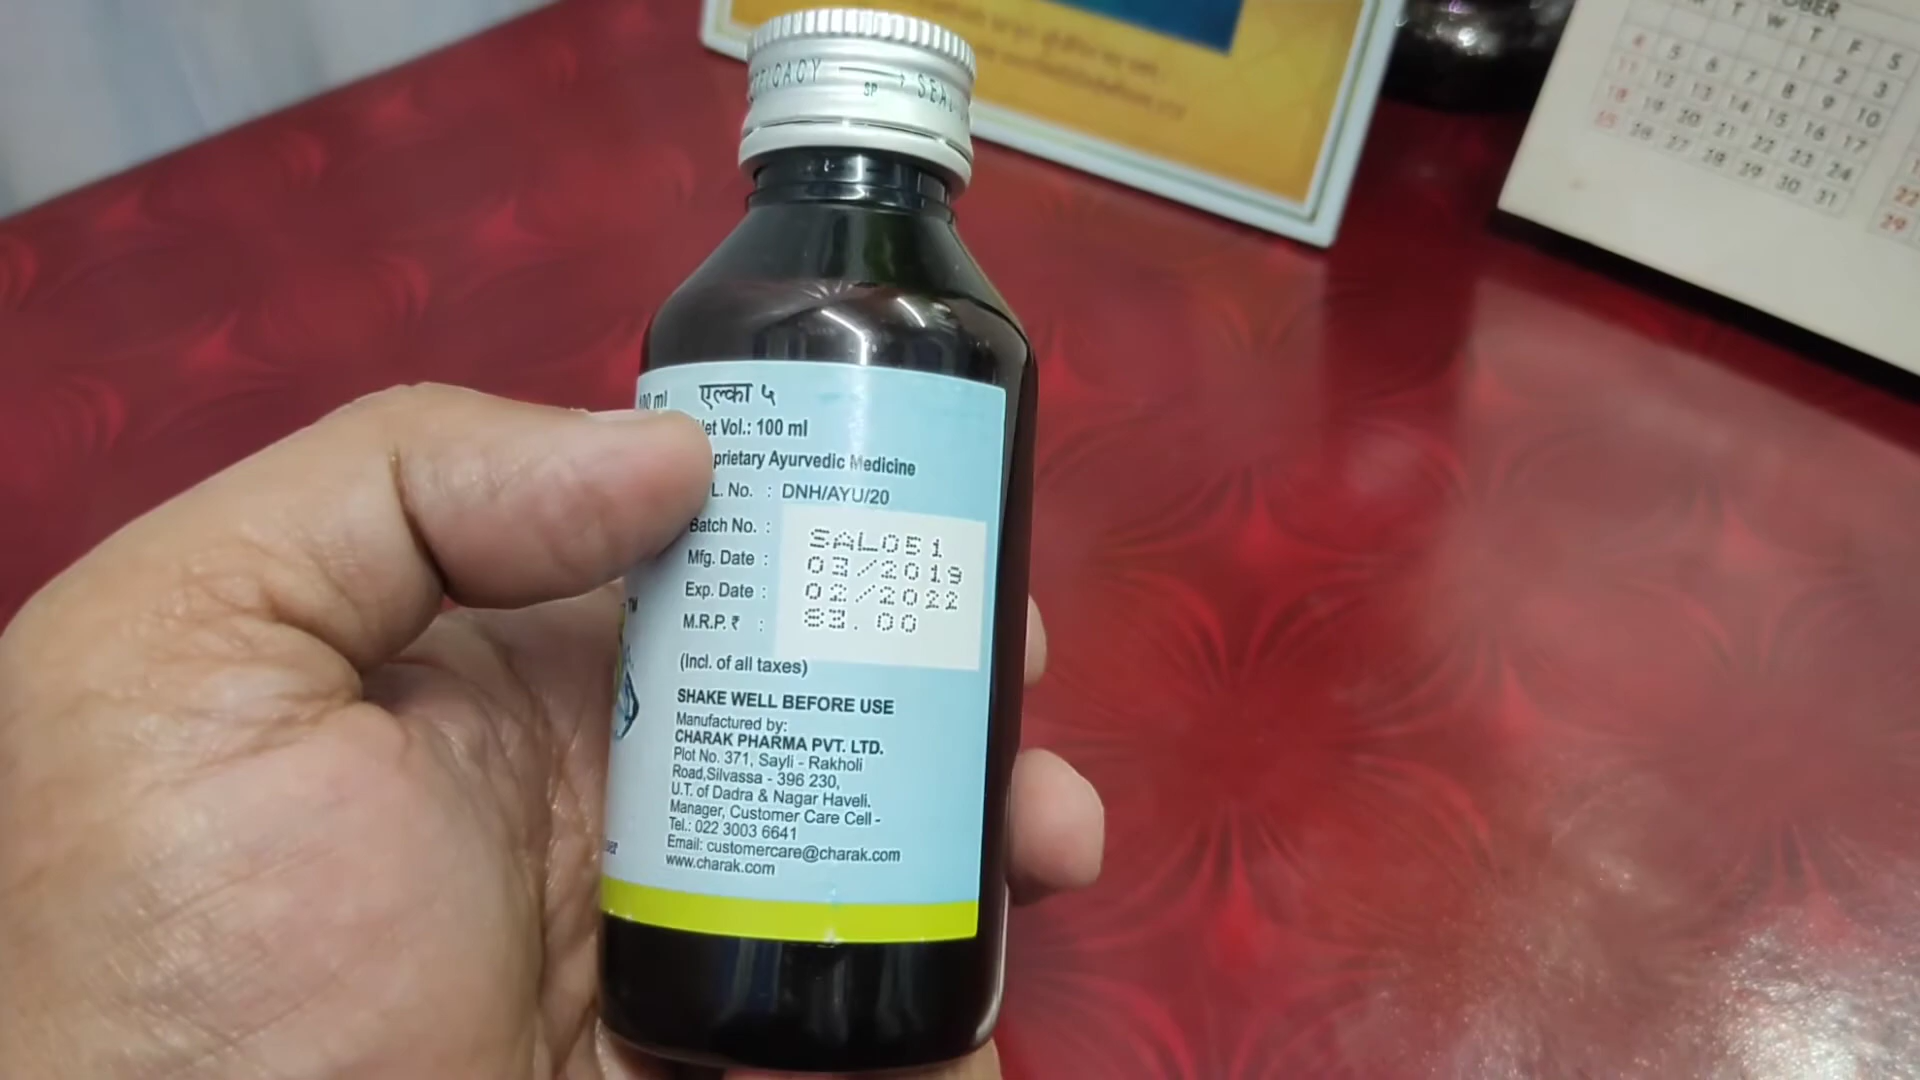 SEAL
100 ml
एल्का ५
Net Vol.: 100 ml
Ayurvedic Medicine
L. No. : DNH/AYU/20
Batch No. : SAL051
Mfg. Date : 03/2019
Exp. Date : 02/2022
M.R.P. ₹ : 83.00
(Incl. of all taxes)
SHAKE WELL BEFORE USE
Manufactured by:
CHARAK PHARMA PVT. LTD.
Plot No. 371, Sayli - Rakholi
Road,Silvassa - 396 230,
U.T. of Dadra & Nagar Haveli.
Manager, Customer Care Cell -
Tel.: 022 3003 6641
Email: customercare@charak.com
www.charak.com
TM
T W T F S
1 2 3
4 5 6 7 8 9 10
11 12 13 14 15 16 17
18 19 20 21 22 23 24
25 26 27 28 29 30 31
22
29